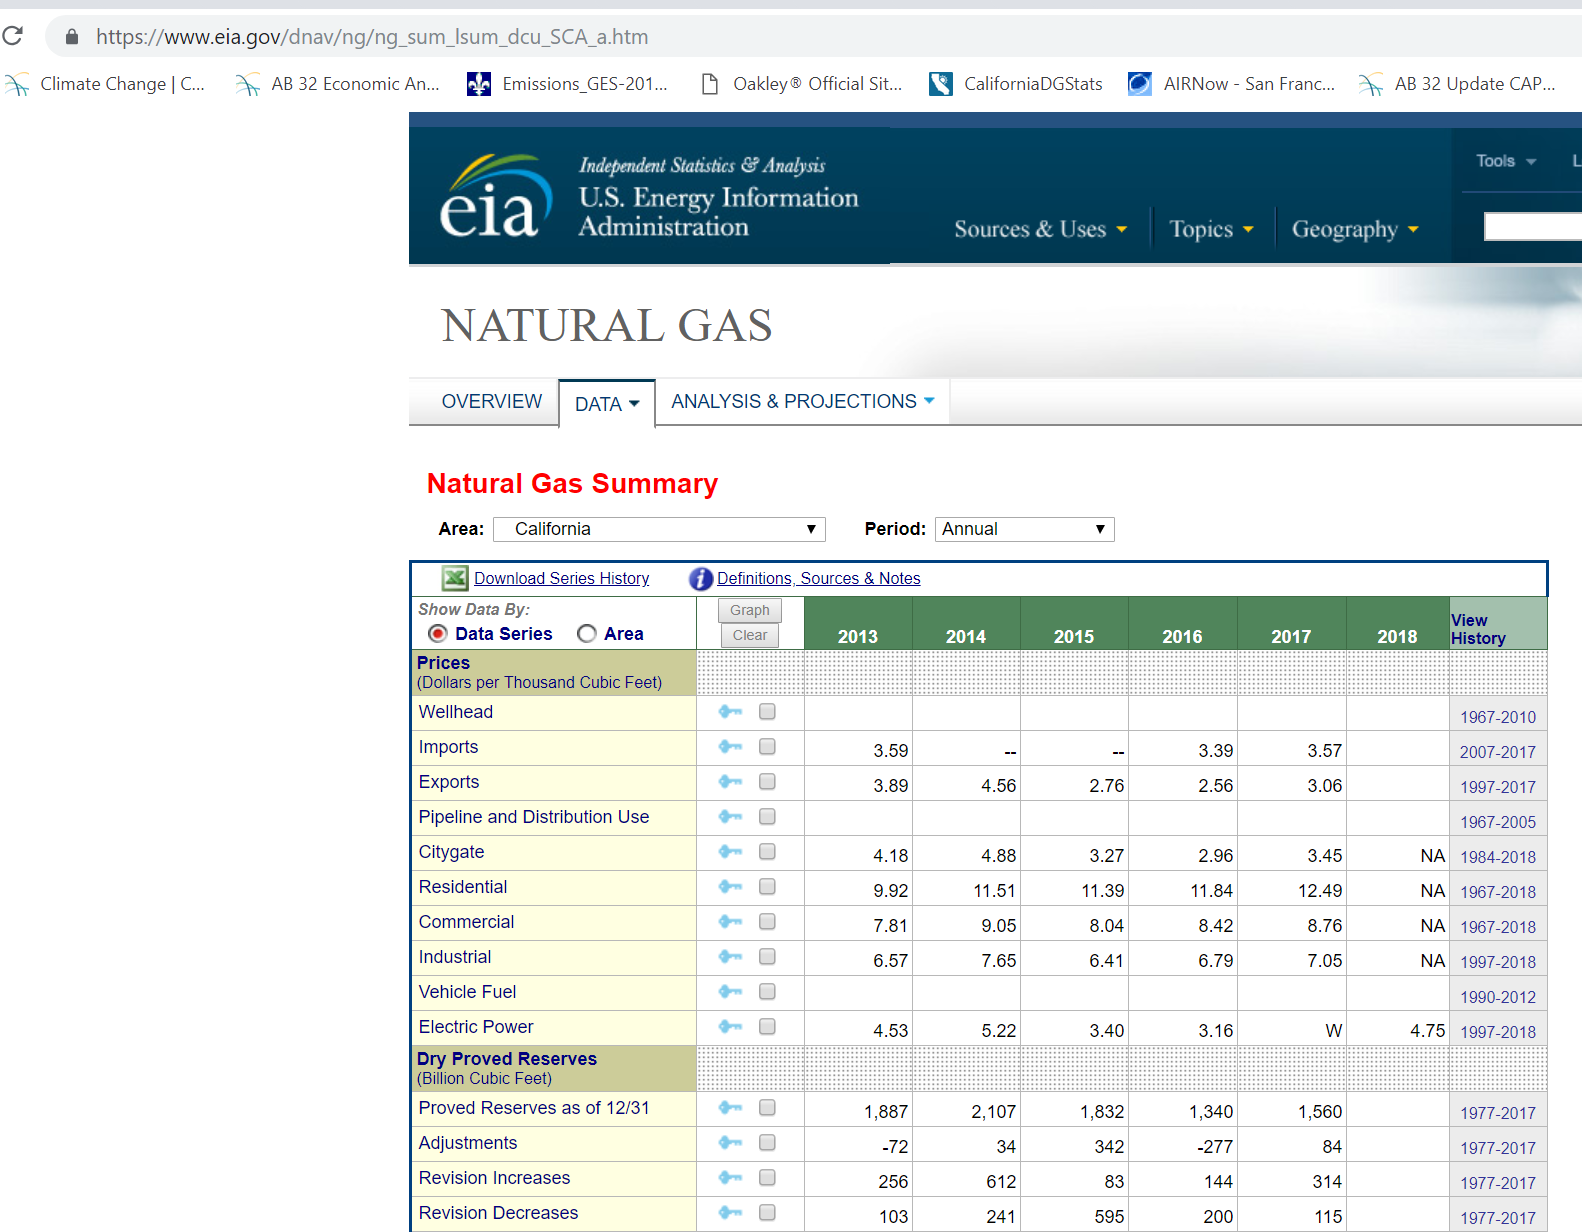 https://www.eia.gov/dnav/ng/ng_sum_lsum_dcu_SCA_a.htm
Climate Change | C... AB 32 Economic An... Emissions_GES-201... Oakley® Official Sit... CaliforniaDGStats AIRNow - San Franc... AB 32 Update CAP...
Tools
eia
Independent Statistics & Analysis
U.S. Energy Information
Administration
Sources & Uses Topics Geography
NATURAL GAS
OVERVIEW DATA ANALYSIS & PROJECTIONS
Natural Gas Summary
Area: California Period: Annual
Download Series History Definitions, Sources & Notes
Show Data By:
Data Series Area
Graph
Clear
2013 2014 2015 2016 2017 2018
View
History
Prices
(Dollars per Thousand Cubic Feet)
Wellhead 1967-2010
Imports 3.59 -- -- 3.39 3.57 2007-2017
Exports 3.89 4.56 2.76 2.56 3.06 1997-2017
Pipeline and Distribution Use 1967-2005
Citygate 4.18 4.88 3.27 2.96 3.45 NA 1984-2018
Residential 9.92 11.51 11.39 11.84 12.49 NA 1967-2018
Commercial 7.81 9.05 8.04 8.42 8.76 NA 1967-2018
Industrial 6.57 7.65 6.41 6.79 7.05 NA 1997-2018
Vehicle Fuel 1990-2012
Electric Power 4.53 5.22 3.40 3.16 W 4.75 1997-2018
Dry Proved Reserves
(Billion Cubic Feet)
Proved Reserves as of 12/31 1,887 2,107 1,832 1,340 1,560 1977-2017
Adjustments -72 34 342 -277 84 1977-2017
Revision Increases 256 612 83 144 314 1977-2017
Revision Decreases 103 241 595 200 115 1977-2017